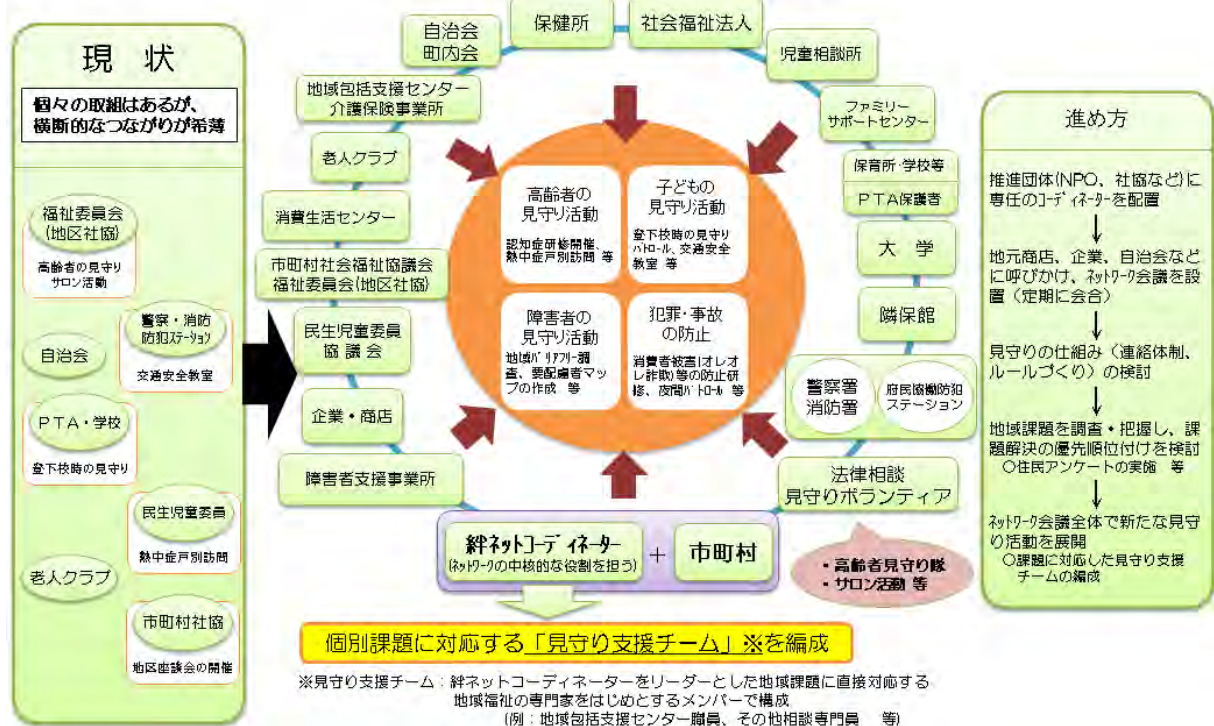 現 状
個々の取組はあるが、
横断的なつながりが希薄
福祉委員会
(地区社協)
高齢者の見守り
サロン活動
警察・消防
防犯ステーション
交通安全教室
自治会
PTA・学校
登下校時の見守り
民生児童委員
熱中症戸別訪問
老人クラブ
市町村社協
地区座談会の開催
自治会
町内会
保健所
社会福祉法人
児童相談所
地域包括支援センター
介護保険事業所
ファミリー
サポートセンター
老人クラブ
保育所・学校等
PTA保護者
消費生活センター
大 学
市町村社会福祉協議会
福祉委員会(地区社協)
隣保館
民生児童委員
協議会
警察署
消防署
府民協働防犯
ステーション
企業・商店
障害者支援事業所
法律相談
見守りボランティア
高齢者の
見守り活動
認知症研修開催、
熱中症戸別訪問 等
子どもの
見守り活動
登下校時の見守り
パトロール、交通安全
教室 等
障害者の
見守り活動
地域バリアフリー調
査、要配慮者マッ
プの作成 等
犯罪・事故
の防止
消費者被害(オレオ
レ詐欺)等の防止研
修、夜間パトロール 等
絆ネットコーディネーター
(ネットワークの中核的な役割を担う)
+
市町村
・高齢者見守り隊
・サロン活動 等
個別課題に対応する「見守り支援チーム」※を編成
※見守り支援チーム:絆ネットコーディネーターをリーダーとした地域課題に直接対応する
地域福祉の専門家をはじめとするメンバーで構成
(例:地域包括支援センター職員、その他相談専門員 等)
進め方
推進団体(NPO、社協など)に
専任のコーディネーターを配置
地元商店、企業、自治会など
に呼びかけ、ネットワーク会議を設
置(定期に会合)
見守りの仕組み(連絡体制、
ルールづくり)の検討
地域課題を調査・把握し、課
題解決の優先順位付けを検討
○住民アンケートの実施 等
ネットワーク会議全体で新たな見守
り活動を展開
○課題に対応した見守り支援
チームの編成